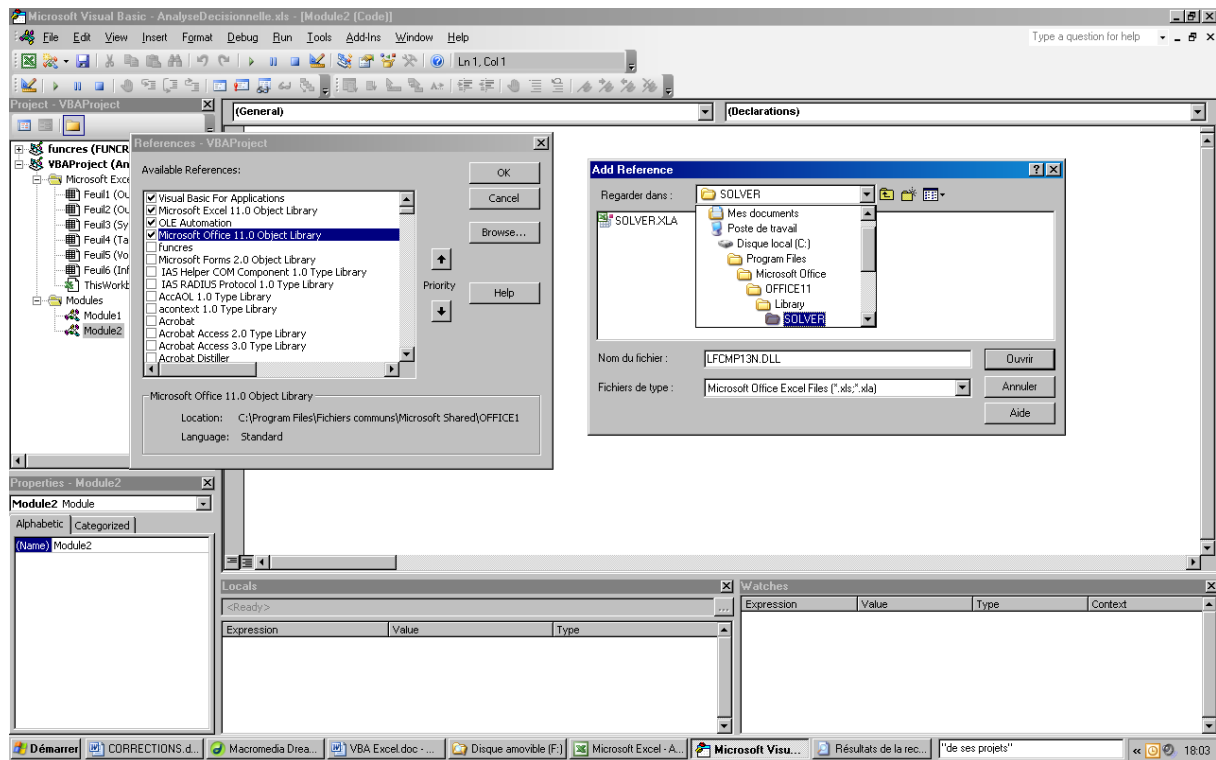 Microsoft Visual Basic - AnalyseDecisionnelle.xls - [Module2 (Code)]
File Edit View Insert Format Debug Run Tools Add-Ins Window Help
Type a question for help
Ln 1, Col 1
Project - VBAProject
(General)
(Declarations)
funcres (FUNCR
VBAProject (An
Microsoft Exce
Feuil1 (Ou
Feuil2 (Ou
Feuil3 (Sy
Feuil4 (Ta
Feuil5 (Vo
Feuil6 (Inf
ThisWorkb
Modules
Module1
Module2
References - VBAProject
Available References:
OK
Cancel
Browse...
Priority
Help
Visual Basic For Applications
Microsoft Excel 11.0 Object Library
OLE Automation
Microsoft Office 11.0 Object Library
funcres
Microsoft Forms 2.0 Object Library
IAS Helper COM Component 1.0 Type Library
IAS RADIUS Protocol 1.0 Type Library
AccAOL 1.0 Type Library
acontext 1.0 Type Library
Acrobat
Acrobat Access 2.0 Type Library
Acrobat Access 3.0 Type Library
Acrobat Distiller
Microsoft Office 11.0 Object Library
Location: C:\Program Files\Fichiers communs\Microsoft Shared\OFFICE1
Language: Standard
Add Reference
Regarder dans : SOLVER
SOLVER.XLA
Mes documents
Poste de travail
Disque local (C:)
Program Files
Microsoft Office
OFFICE11
Library
SOLVER
Nom du fichier : LFCMP13N.DLL
Ouvrir
Fichiers de type : Microsoft Office Excel Files (*.xls;*.xla)
Annuler
Aide
Properties - Module2
Module2 Module
Alphabetic Categorized
(Name) Module2
Locals
<Ready>
...
Expression Value Type
Watches
Expression Value Type Context
Démarrer CORRECTIONS.d... Macromedia Drea... VBA Excel.doc - ... Disque amovible (F:) Microsoft Excel - A... Microsoft Visu... Résultats de la rec... "de ses projets" « 18:03